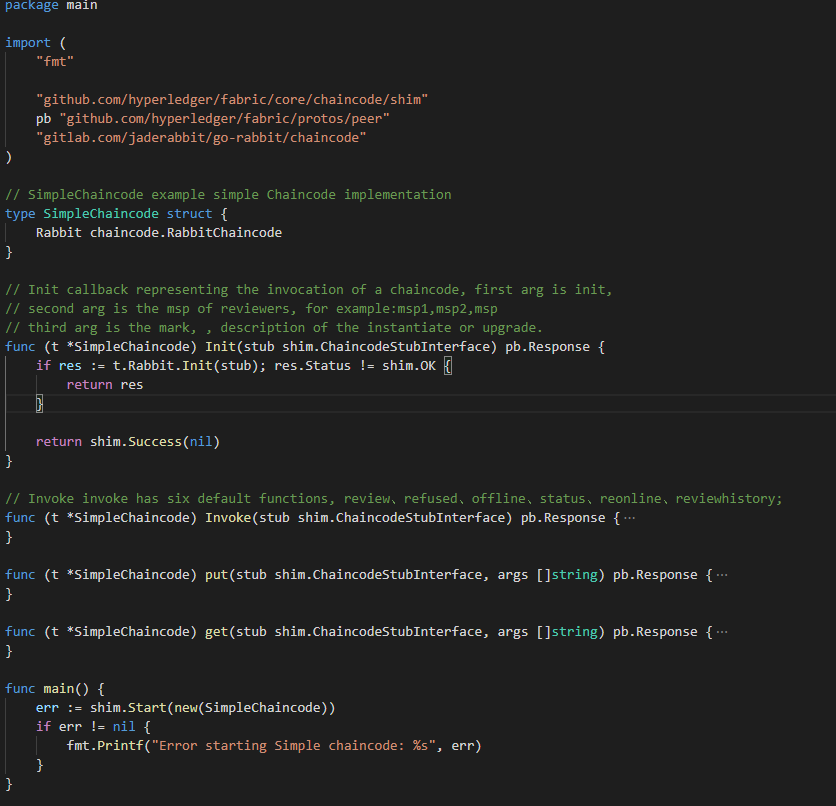 package main
import (
"fmt"
"github.com/hyperledger/fabric/core/chaincode/shim"
pb "github.com/hyperledger/fabric/protos/peer"
"gitlab.com/jaderabbit/go-rabbit/chaincode"
)
// SimpleChaincode example simple Chaincode implementation
type SimpleChaincode struct {
Rabbit chaincode.RabbitChaincode
}
// Init callback representing the invocation of a chaincode, first arg is init,
// second arg is the msp of reviewers, for example:msp1,msp2,msp
// third arg is the mark, , description of the instantiate or upgrade.
func (t *SimpleChaincode) Init(stub shim.ChaincodeStubInterface) pb.Response {
if res := t.Rabbit.Init(stub); res.Status != shim.OK {
return res
}
return shim.Success(nil)
}
// Invoke invoke has six default functions, review、refused、offline、status、reonline、reviewhistory;
func (t *SimpleChaincode) Invoke(stub shim.ChaincodeStubInterface) pb.Response {⋯
}
func (t *SimpleChaincode) put(stub shim.ChaincodeStubInterface, args []string) pb.Response {⋯
}
func (t *SimpleChaincode) get(stub shim.ChaincodeStubInterface, args []string) pb.Response {⋯
}
func main() {
err := shim.Start(new(SimpleChaincode))
if err != nil {
fmt.Printf("Error starting Simple chaincode: %s", err)
}
}